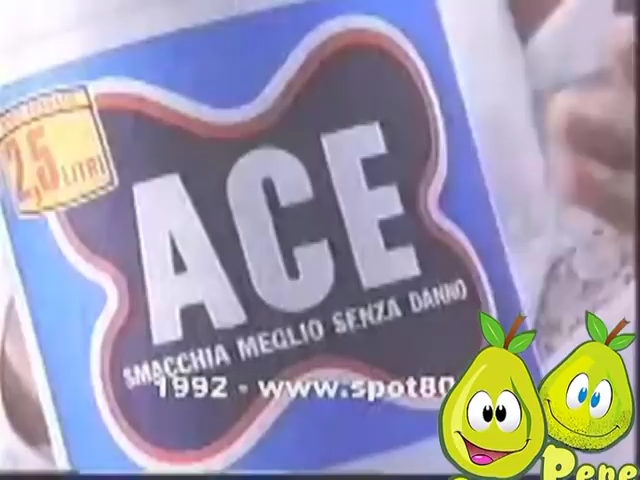 2,5
LITRI
ACE
SMACCHIA MEGLIO SENZA DANNO
1992 - www.spot80
Pepe